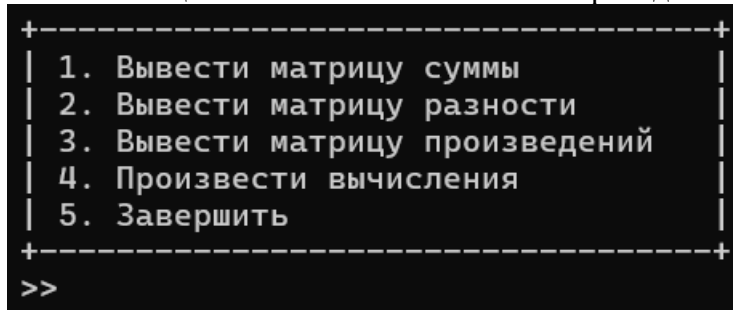 +-----------------------------------+
| 1. Вывести матрицу суммы          |
| 2. Вывести матрицу разности       |
| 3. Вывести матрицу произведений   |
| 4. Произвести вычисления          |
| 5. Завершить                      |
+-----------------------------------+
>>